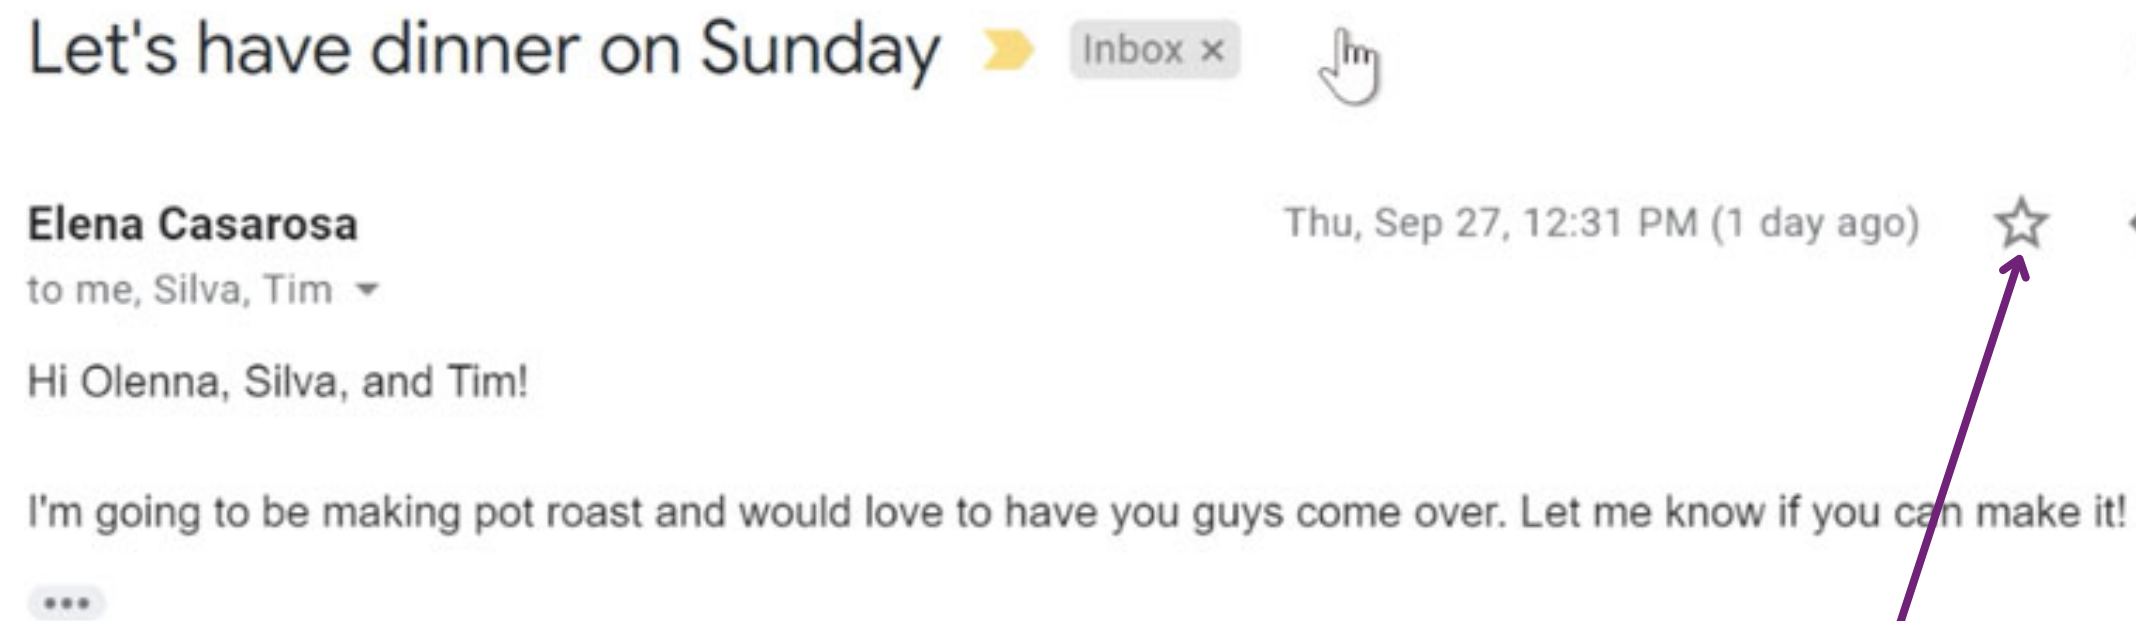 Let's have dinner on Sunday Inbox ×
Elena Casarosa Thu, Sep 27, 12:31 PM (1 day ago)
to me, Silva, Tim
Hi Olenna, Silva, and Tim!
I'm going to be making pot roast and would love to have you guys come over. Let me know if you can make it!